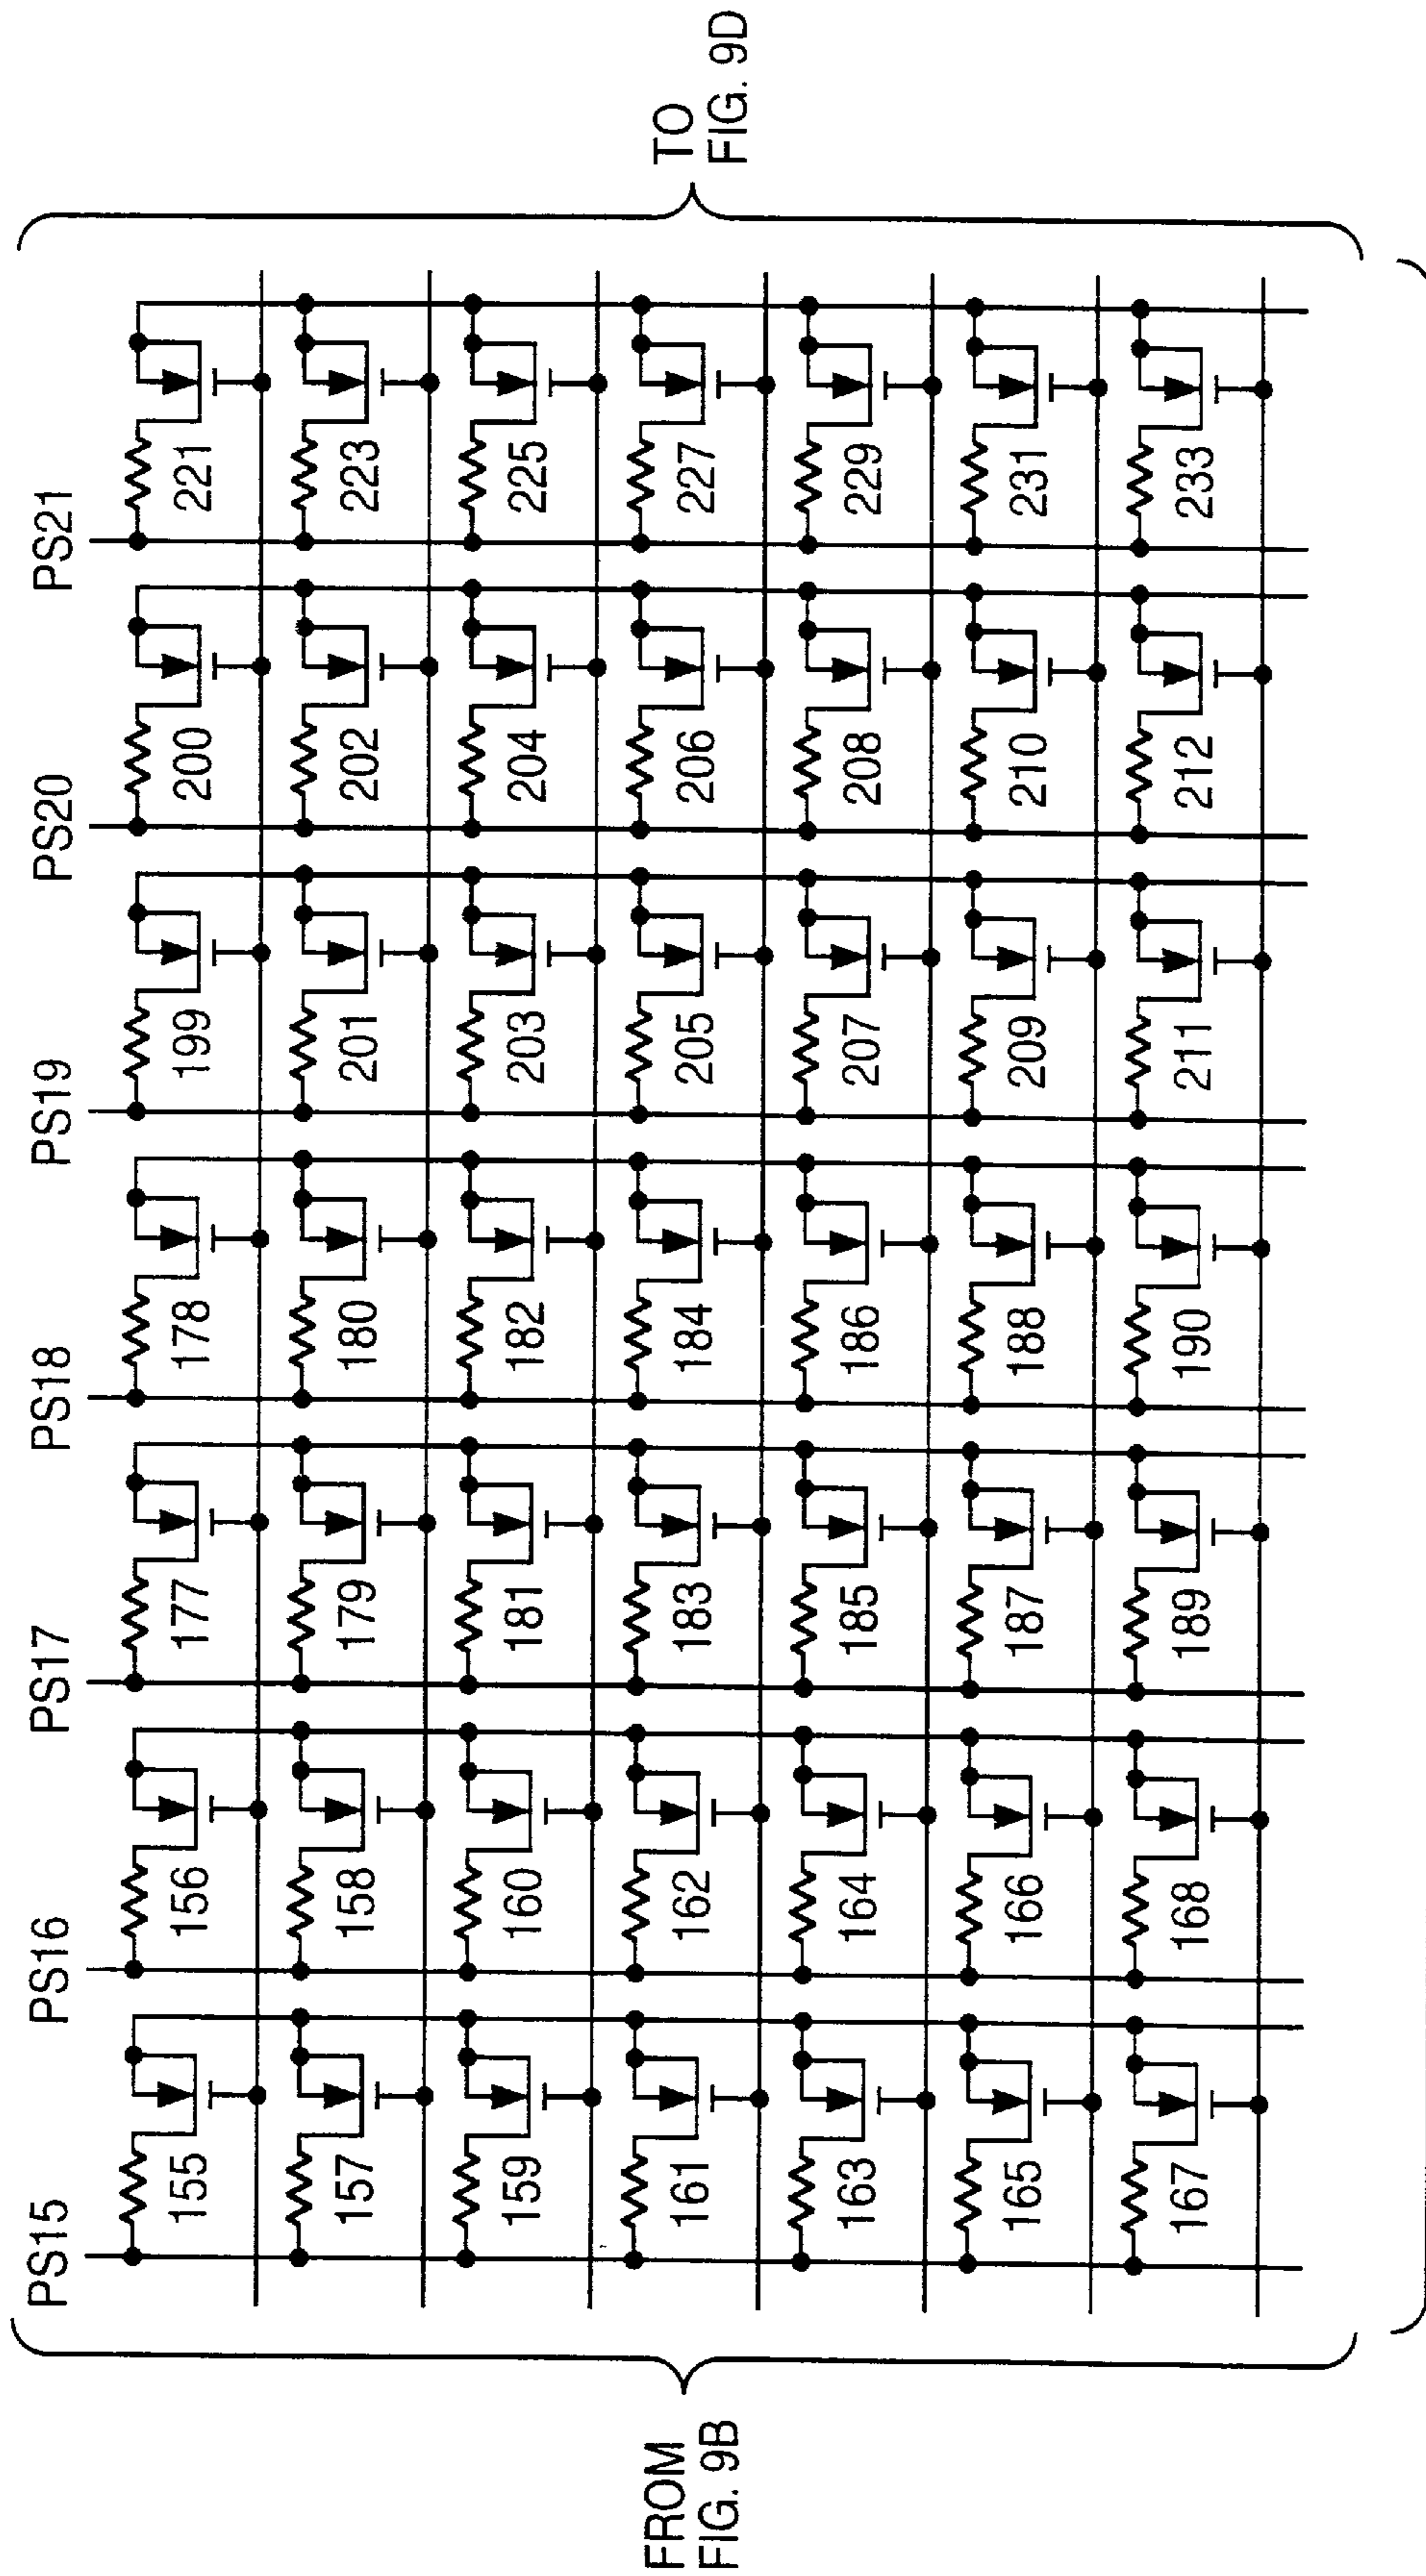 PS15 PS16 PS17 PS18 PS19 PS20 PS21
155 156 177 178 199 200 221
157 158 179 180 201 202 223
159 160 181 182 203 204 225
FROM
FIG. 9B
TO
FIG. 9D
161 162 183 184 205 206 227
163 164 185 186 207 208 229
165 166 187 188 209 210 231
167 168 189 190 211 212 233